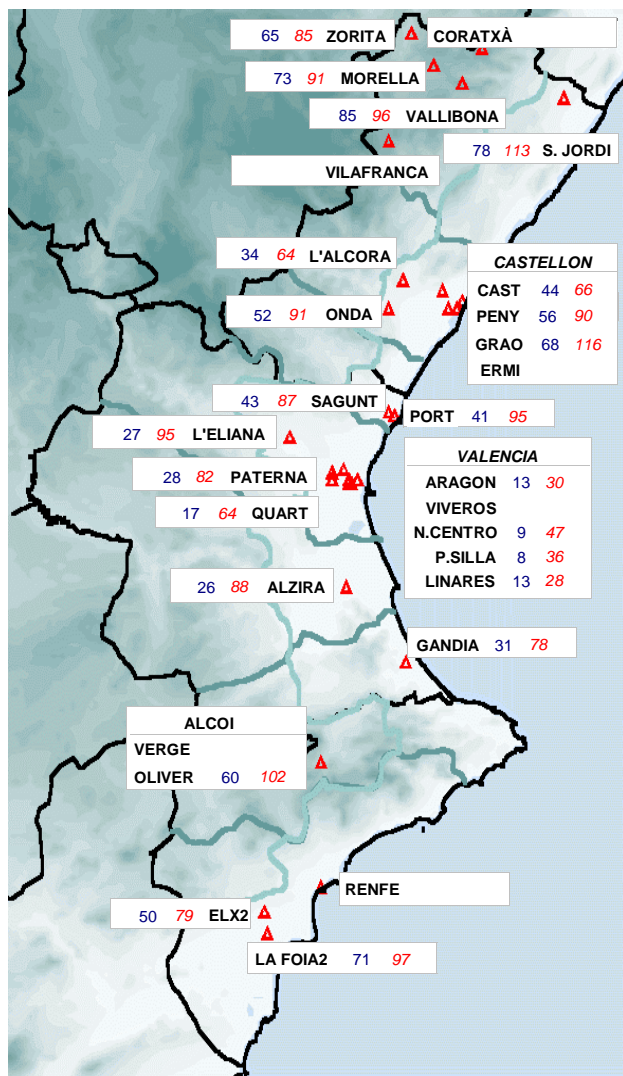 65 85 ZORITA
CORATXÀ
73 91 MORELLA
85 96 VALLIBONA
78 113 S. JORDI
VILAFRANCA
34 64 L'ALCORA
52 91 ONDA
CASTELLON
CAST 44 66
PENY 56 90
GRAO 68 116
ERMI
43 87 SAGUNT
PORT 41 95
27 95 L'ELIANA
28 82 PATERNA
17 64 QUART
VALENCIA
ARAGON 13 30
VIVEROS
N.CENTRO 9 47
P.SILLA 8 36
LINARES 13 28
26 88 ALZIRA
GANDIA 31 78
ALCOI
VERGE
OLIVER 60 102
RENFE
50 79 ELX2
LA FOIA2 71 97